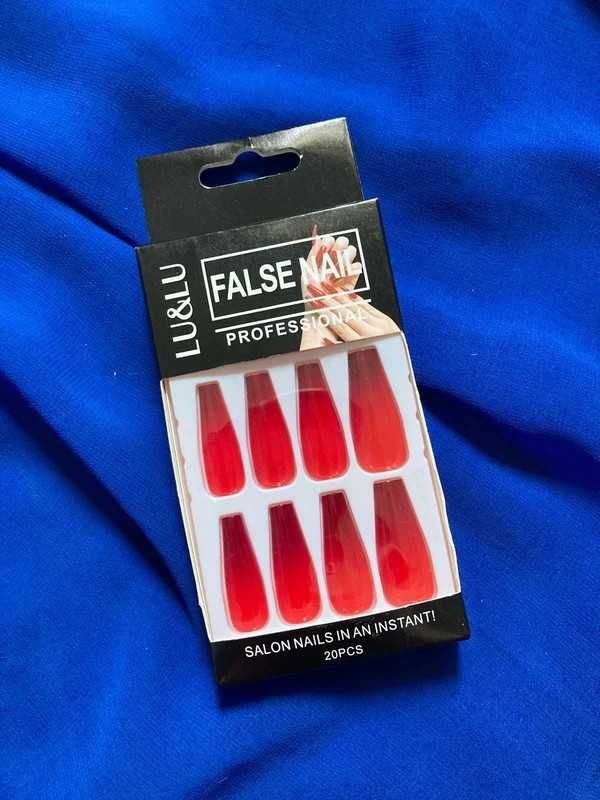 LU&LU
FALSE NAIL
PROFESSIONAL
SALON NAILS IN AN INSTANT!
20PCS